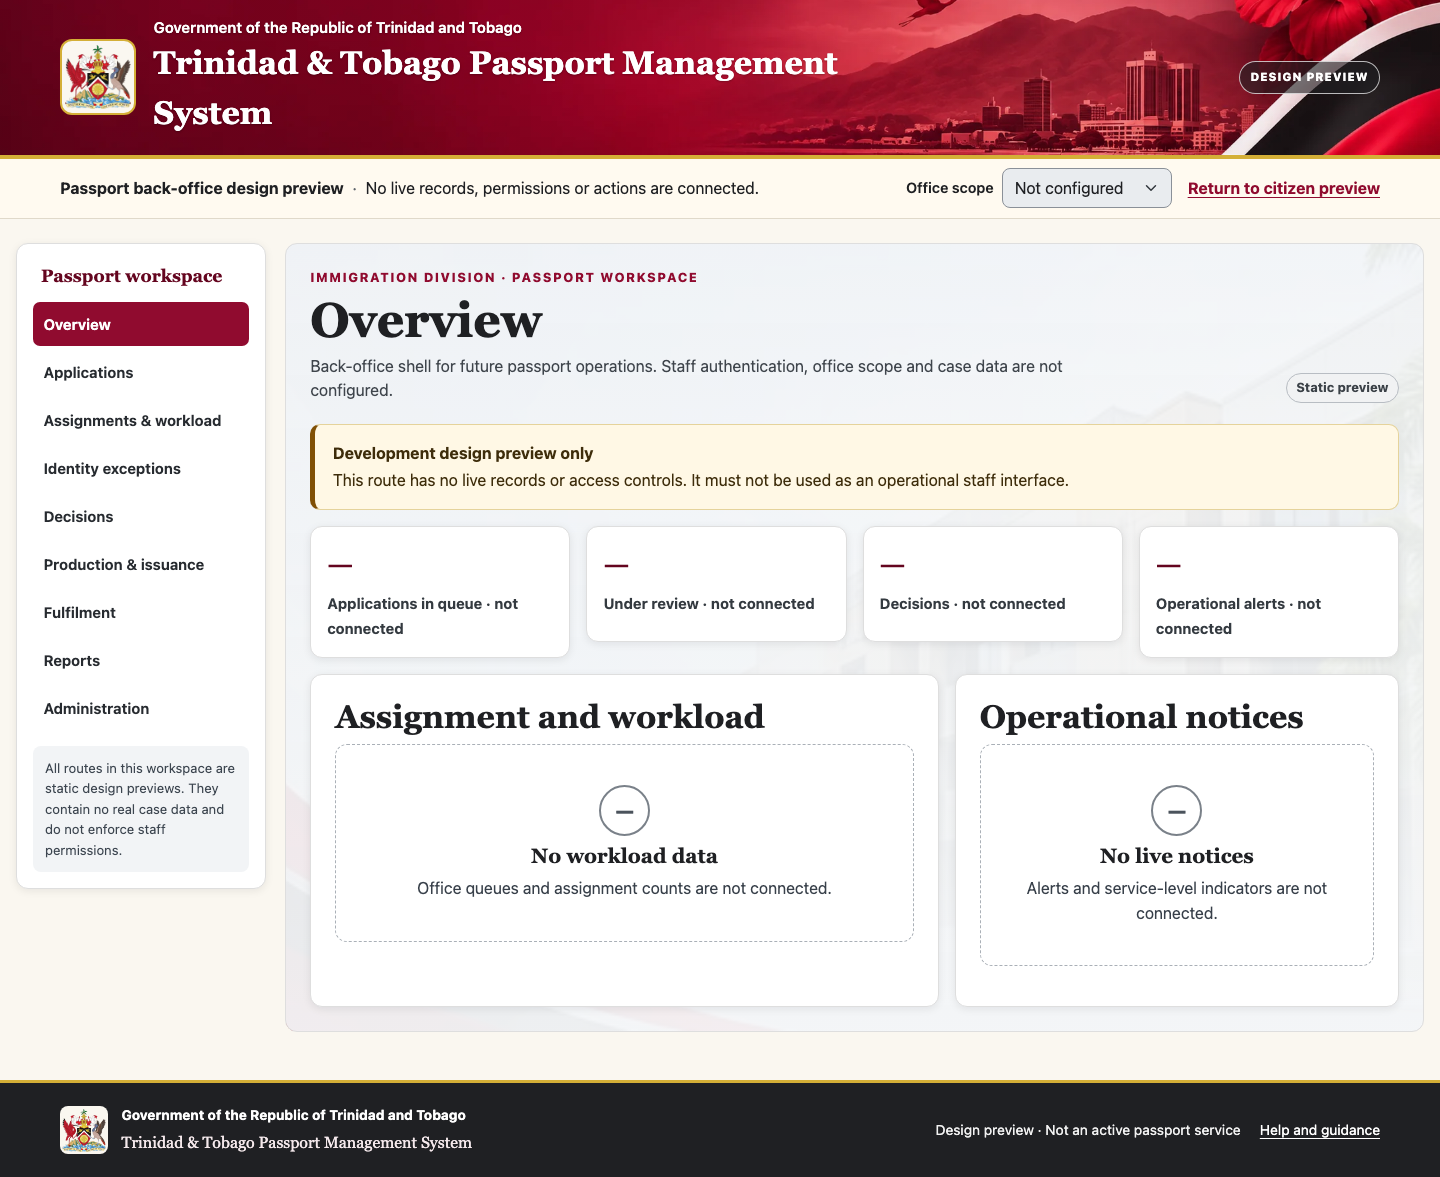 Government of the Republic of Trinidad and Tobago
Trinidad & Tobago Passport Management
System
DESIGN PREVIEW
Passport back-office design preview · No live records, permissions or actions are connected.
Office scope
Not configured
Return to citizen preview
Passport workspace
Overview
Applications
Assignments & workload
Identity exceptions
Decisions
Production & issuance
Fulfilment
Reports
Administration
All routes in this workspace are
static design previews. They
contain no real case data and
do not enforce staff
permissions.
IMMIGRATION DIVISION · PASSPORT WORKSPACE
Overview
Back-office shell for future passport operations. Staff authentication, office scope and case data are not
configured.
Static preview
Development design preview only
This route has no live records or access controls. It must not be used as an operational staff interface.
—
Applications in queue · not
connected
—
Under review · not connected
—
Decisions · not connected
—
Operational alerts · not
connected
Assignment and workload
–
No workload data
Office queues and assignment counts are not connected.
Operational notices
–
No live notices
Alerts and service-level indicators are not
connected.
Government of the Republic of Trinidad and Tobago
Trinidad & Tobago Passport Management System
Design preview · Not an active passport service
Help and guidance